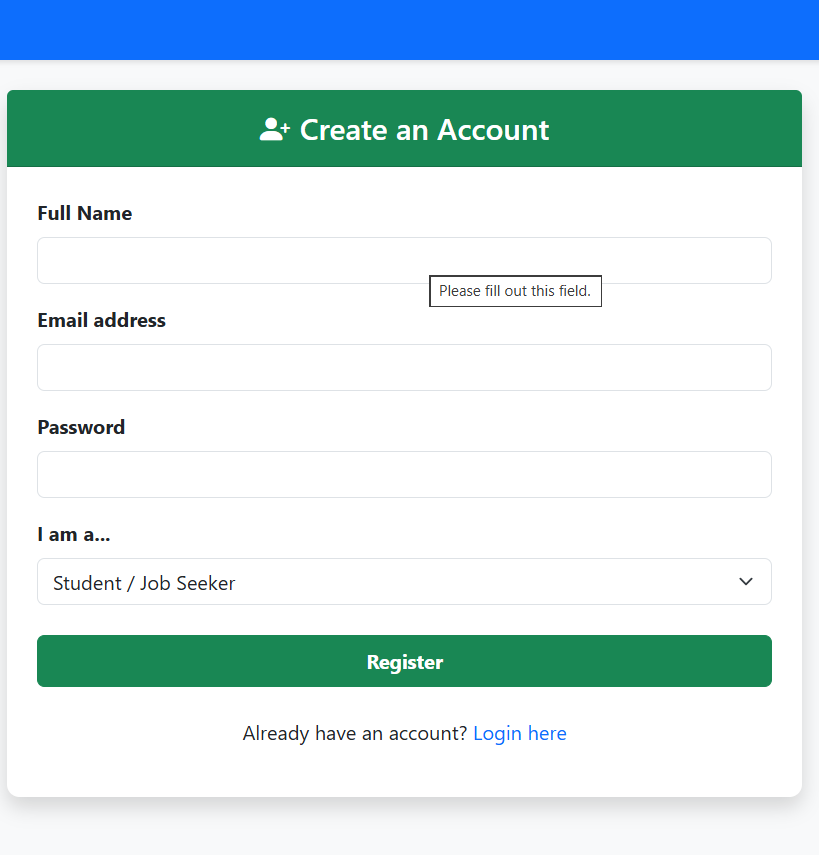 Create an Account
Full Name
Please fill out this field.
Email address
Password
I am a...
Student / Job Seeker
Register
Already have an account? Login here